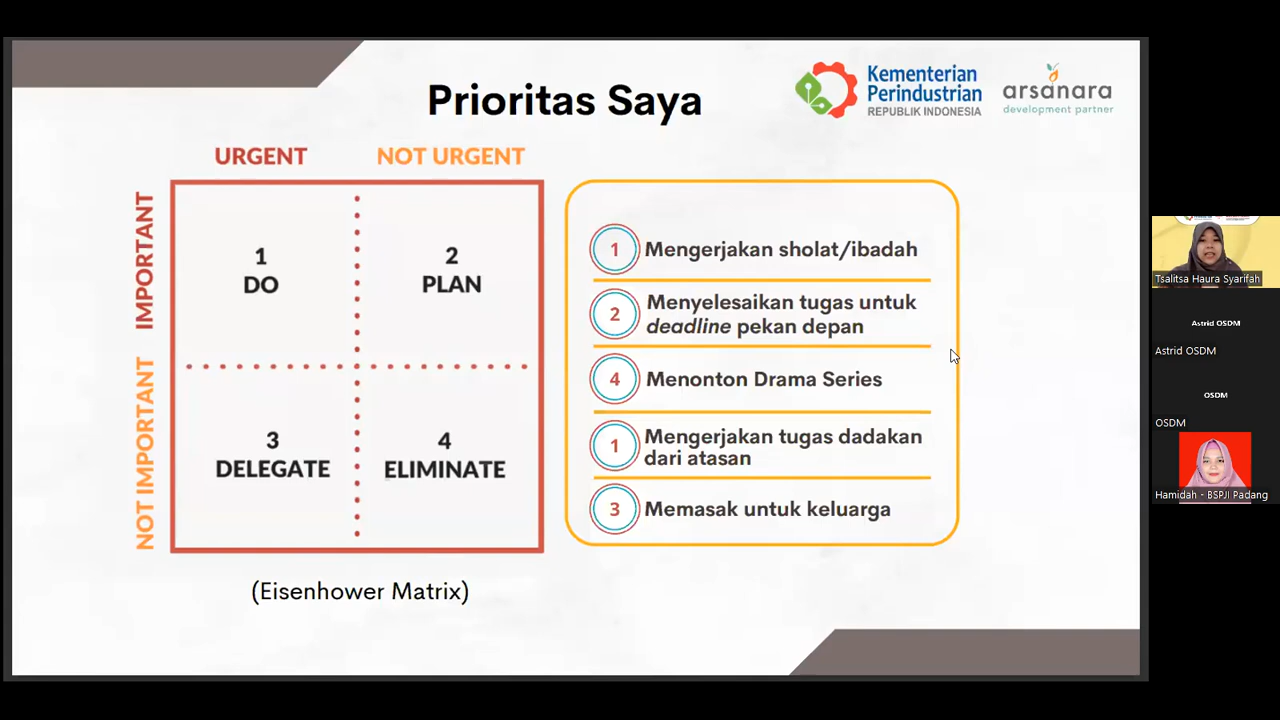 Prioritas Saya
Kementerian
Perindustrian
REPUBLIK INDONESIA
arsanara
development partner
URGENT
NOT URGENT
IMPORTANT
NOT IMPORTANT
1
DO
2
PLAN
3
DELEGATE
4
ELIMINATE
(Eisenhower Matrix)
1 Mengerjakan sholat/ibadah
2 Menyelesaikan tugas untuk
deadline pekan depan
4 Menonton Drama Series
1 Mengerjakan tugas dadakan
dari atasan
3 Memasak untuk keluarga
Tsalitsa Haura Syarifah
Astrid OSDM
Astrid OSDM
OSDM
OSDM
Hamidah - BSPJI Padang